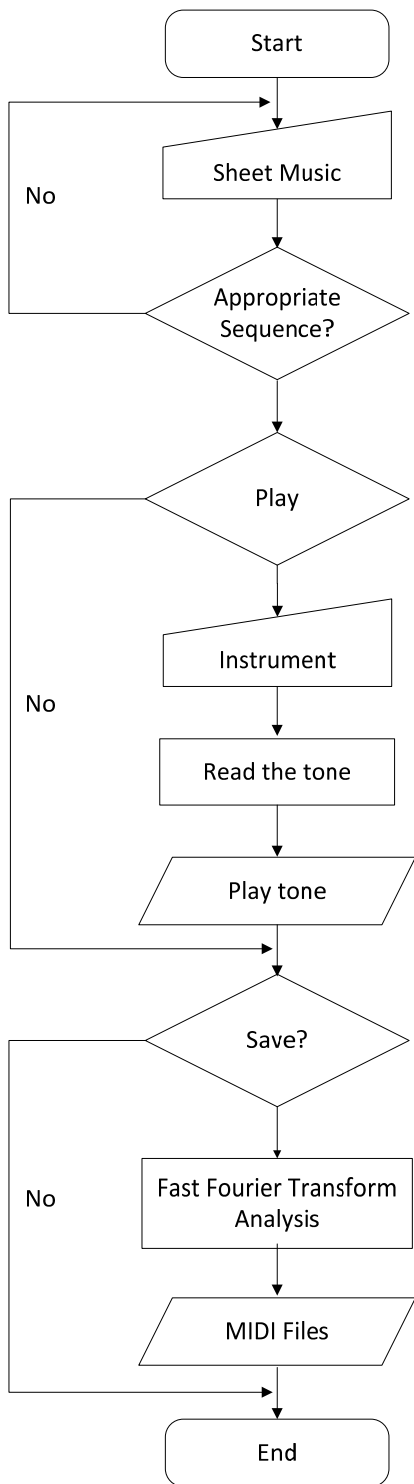 Start
No
Sheet Music
Appropriate
Sequence?
Play
Instrument
No
Read the tone
Play tone
Save?
No
Fast Fourier Transform
Analysis
MIDI Files
End